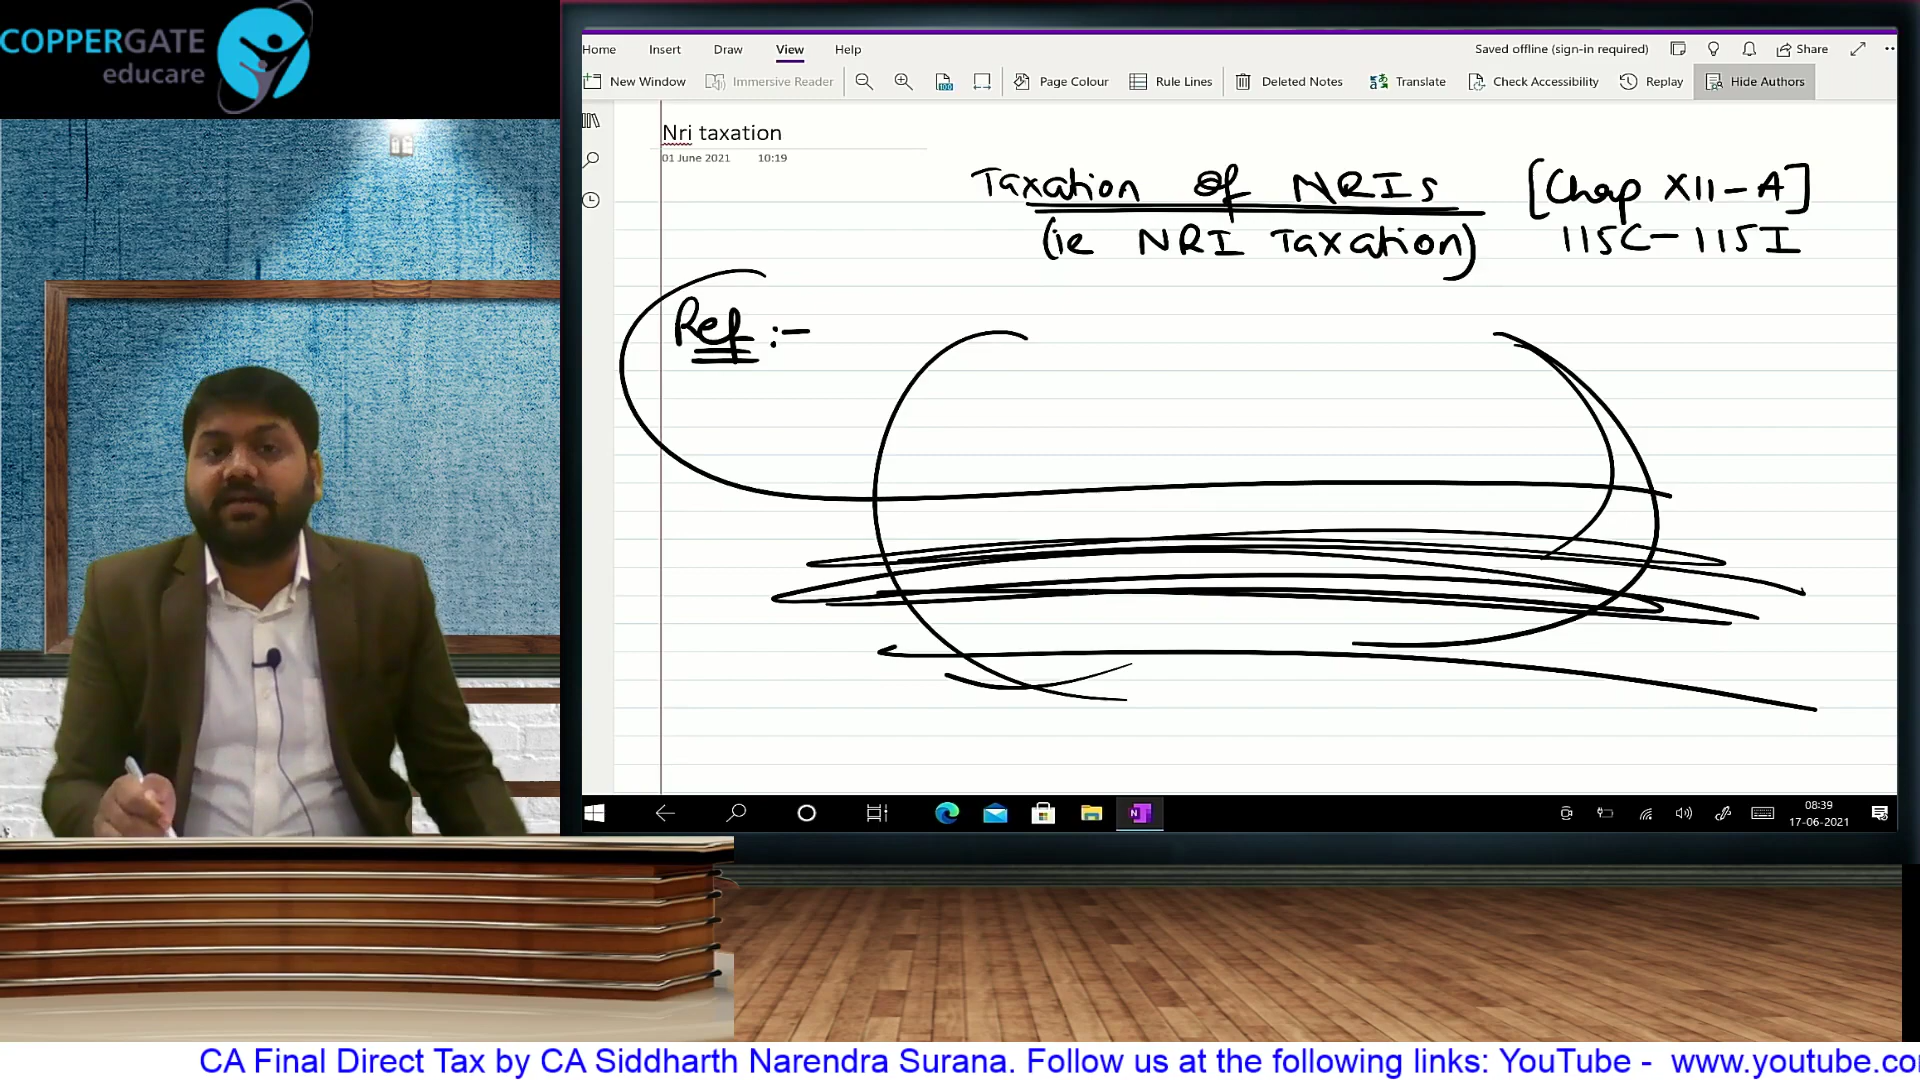 COPPERGATE
educare
Home Insert Draw View Help
Saved offline (sign-in required) Share
New Window Immersive Reader Page Colour Rule Lines Deleted Notes Translate Check Accessibility Replay Hide Authors
Nri taxation
01 June 2021 10:19
Taxation of NRIs [Chap XII-A]
(ie NRI Taxation) 115C-115I
Ref :-
08:39
17-06-2021
CA Final Direct Tax by CA Siddharth Narendra Surana. Follow us at the following links: YouTube - www.youtube.co